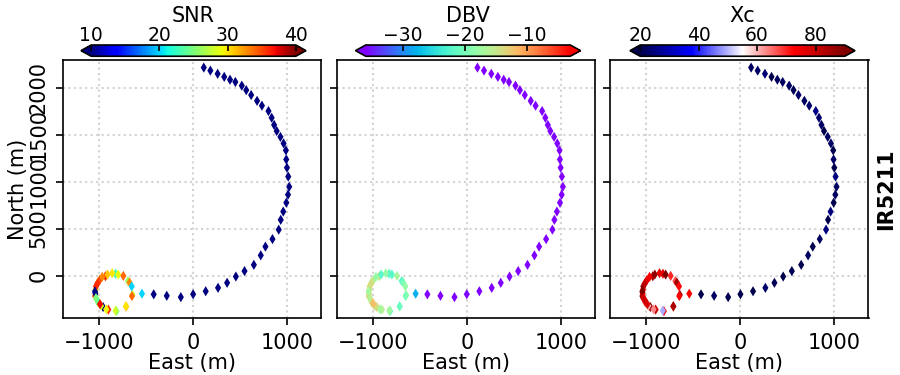 SNR DBV Xc
10 20 30 40 −30 −20 −10 20 40 60 80
North (m)
2000
1500
1000
500
0
IR5211
−1000 0 1000 −1000 0 1000 −1000 0 1000
East (m) East (m) East (m)